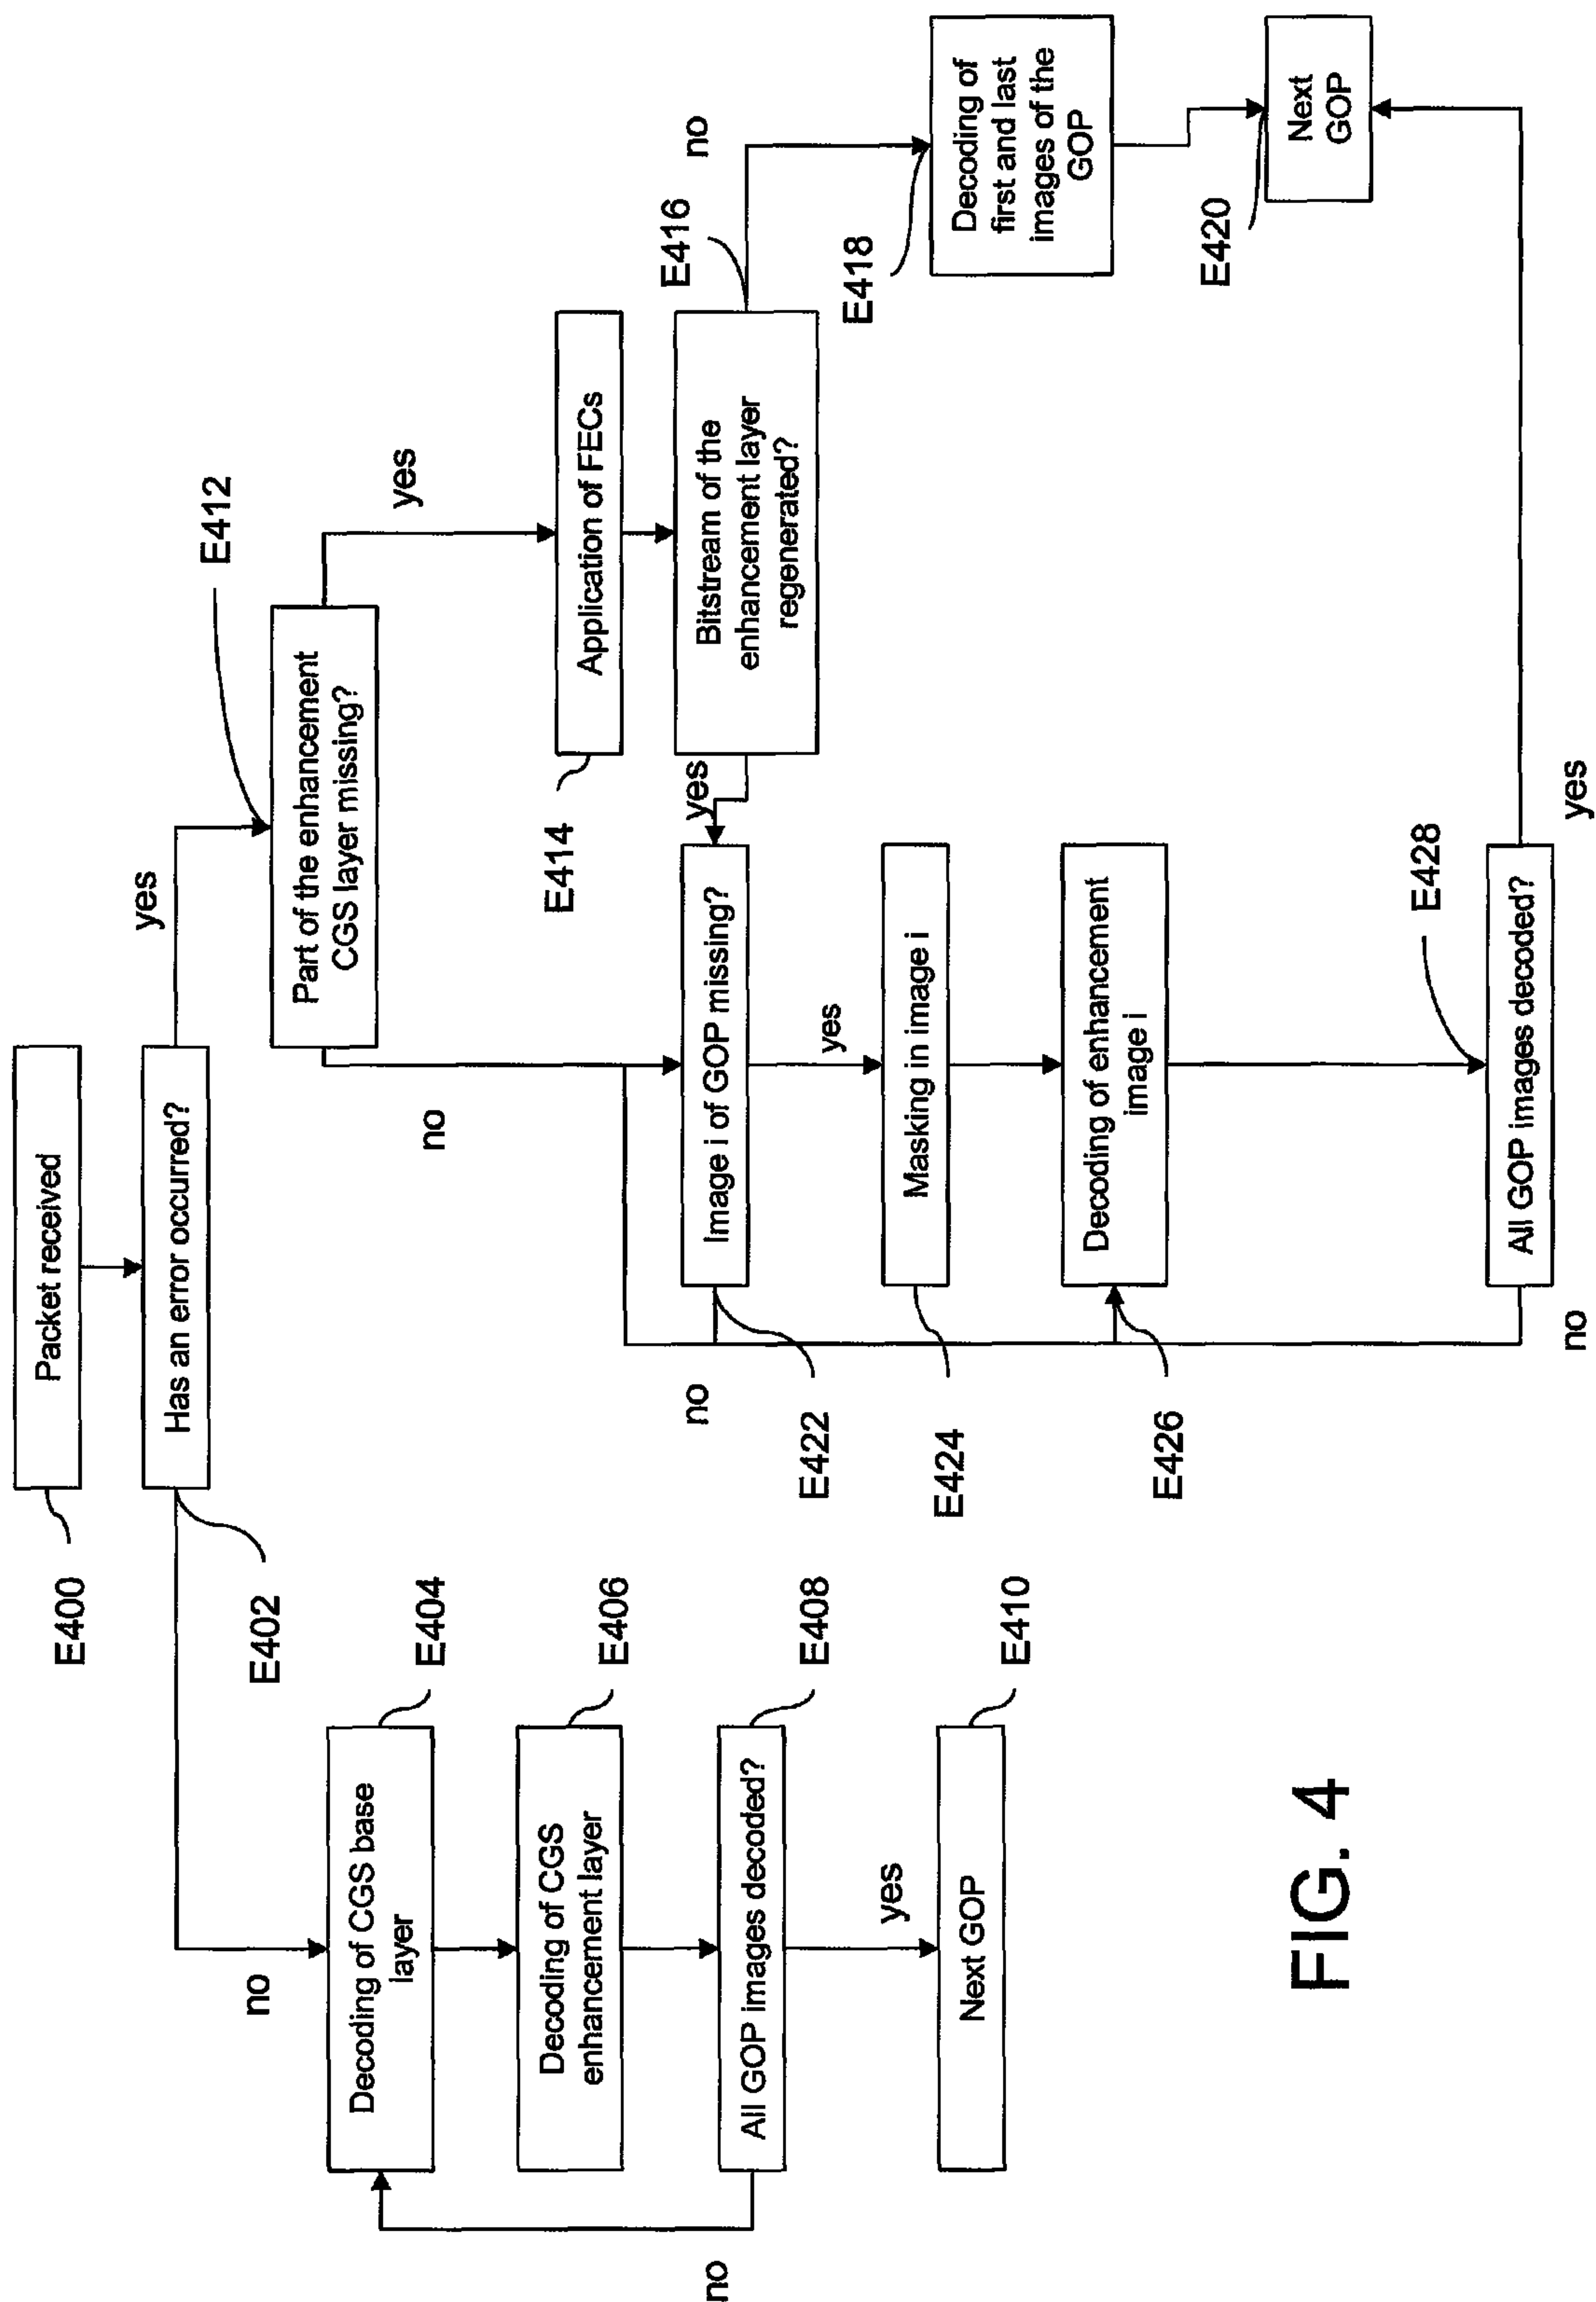 Packet received
E400
Has an error occurred?
E402
yes
no
Decoding of CGS base
layer
E404
Decoding of CGS
enhancement layer
E406
All GOP images decoded?
E408
no
yes
Next GOP
E410
E412
Part of the enhancement
CGS layer missing?
yes
no
E414
Application of FECs
E416
Bitstream of the
enhancement layer
regenerated?
yes
no
E418
Decoding of
first and last
images of the
GOP
E420
Next
GOP
Image i of GOP missing?
E422
no
yes
Masking in image i
E424
Decoding of enhancement
image i
E426
E428
All GOP images decoded?
no
yes
FIG. 4